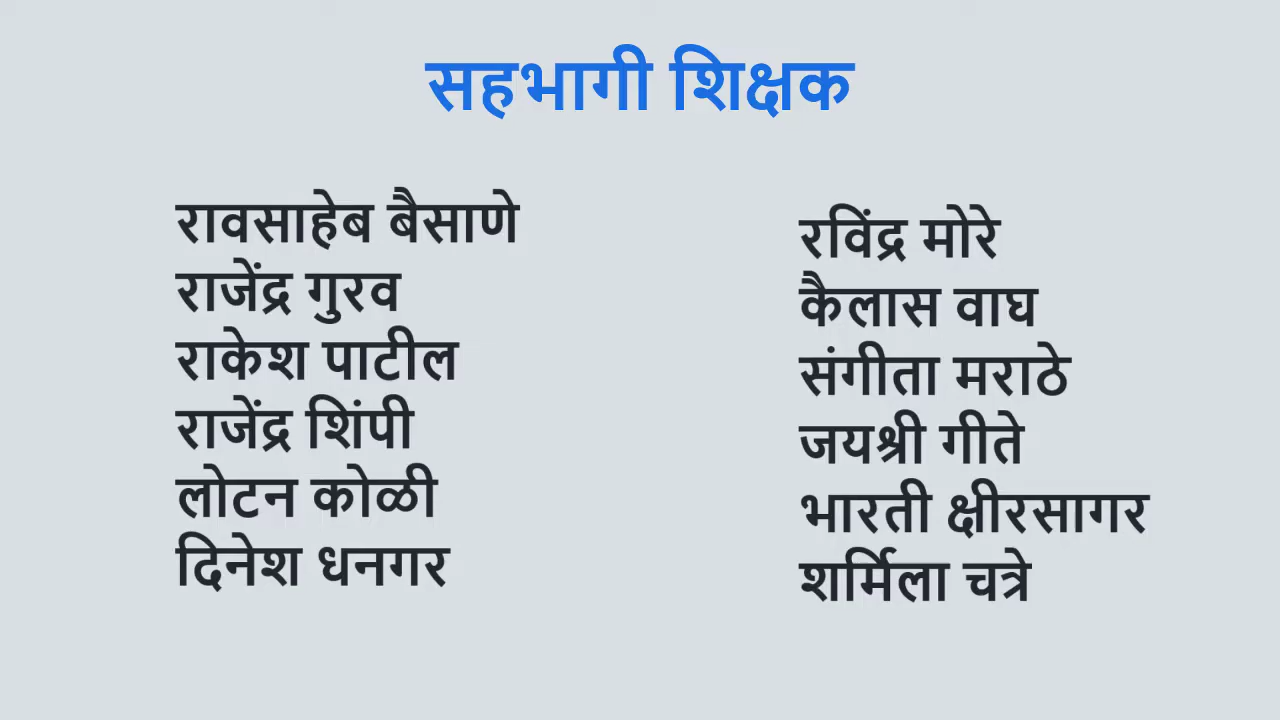 सहभागी शिक्षक
रावसाहेब बैसाणे
राजेंद्र गुरव
राकेश पाटील
राजेंद्र शिंपी
लोटन कोळी
दिनेश धनगर
रविंद्र मोरे
कैलास वाघ
संगीता मराठे
जयश्री गीते
भारती क्षीरसागर
शर्मिला चत्रे